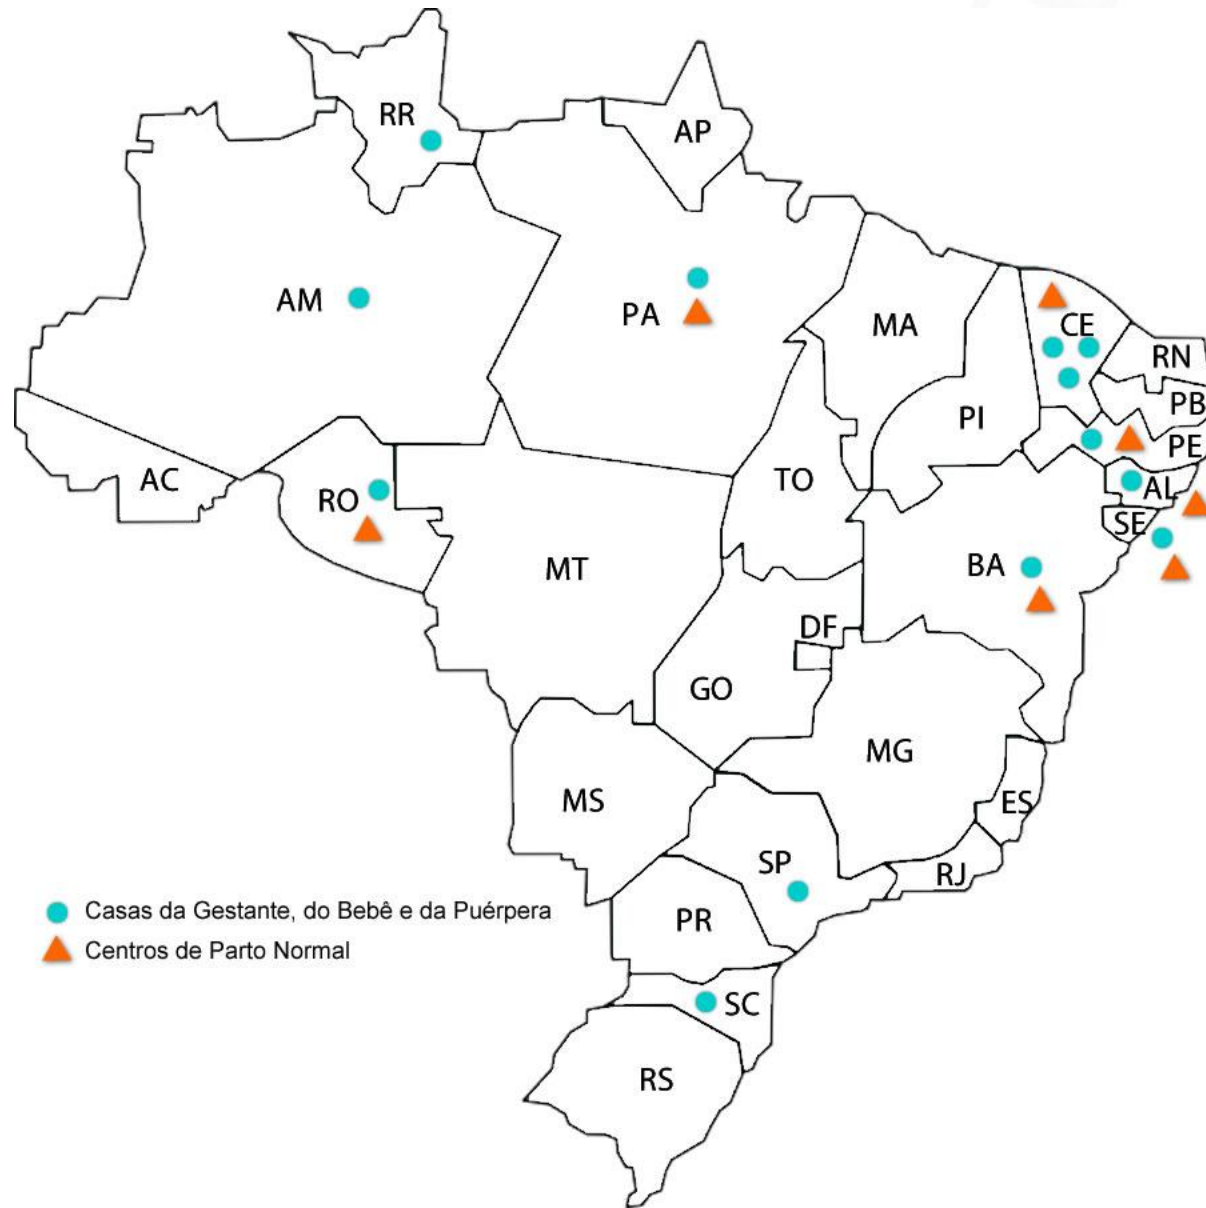 RR
AP
AM
PA
MA
CE
RN
PB
PI
PE
AC
RO
TO
AL
SE
MT
BA
DF
GO
MG
MS
ES
SP
RJ
Casas da Gestante, do Bebê e da Puérpera
PR
Centros de Parto Normal
SC
RS